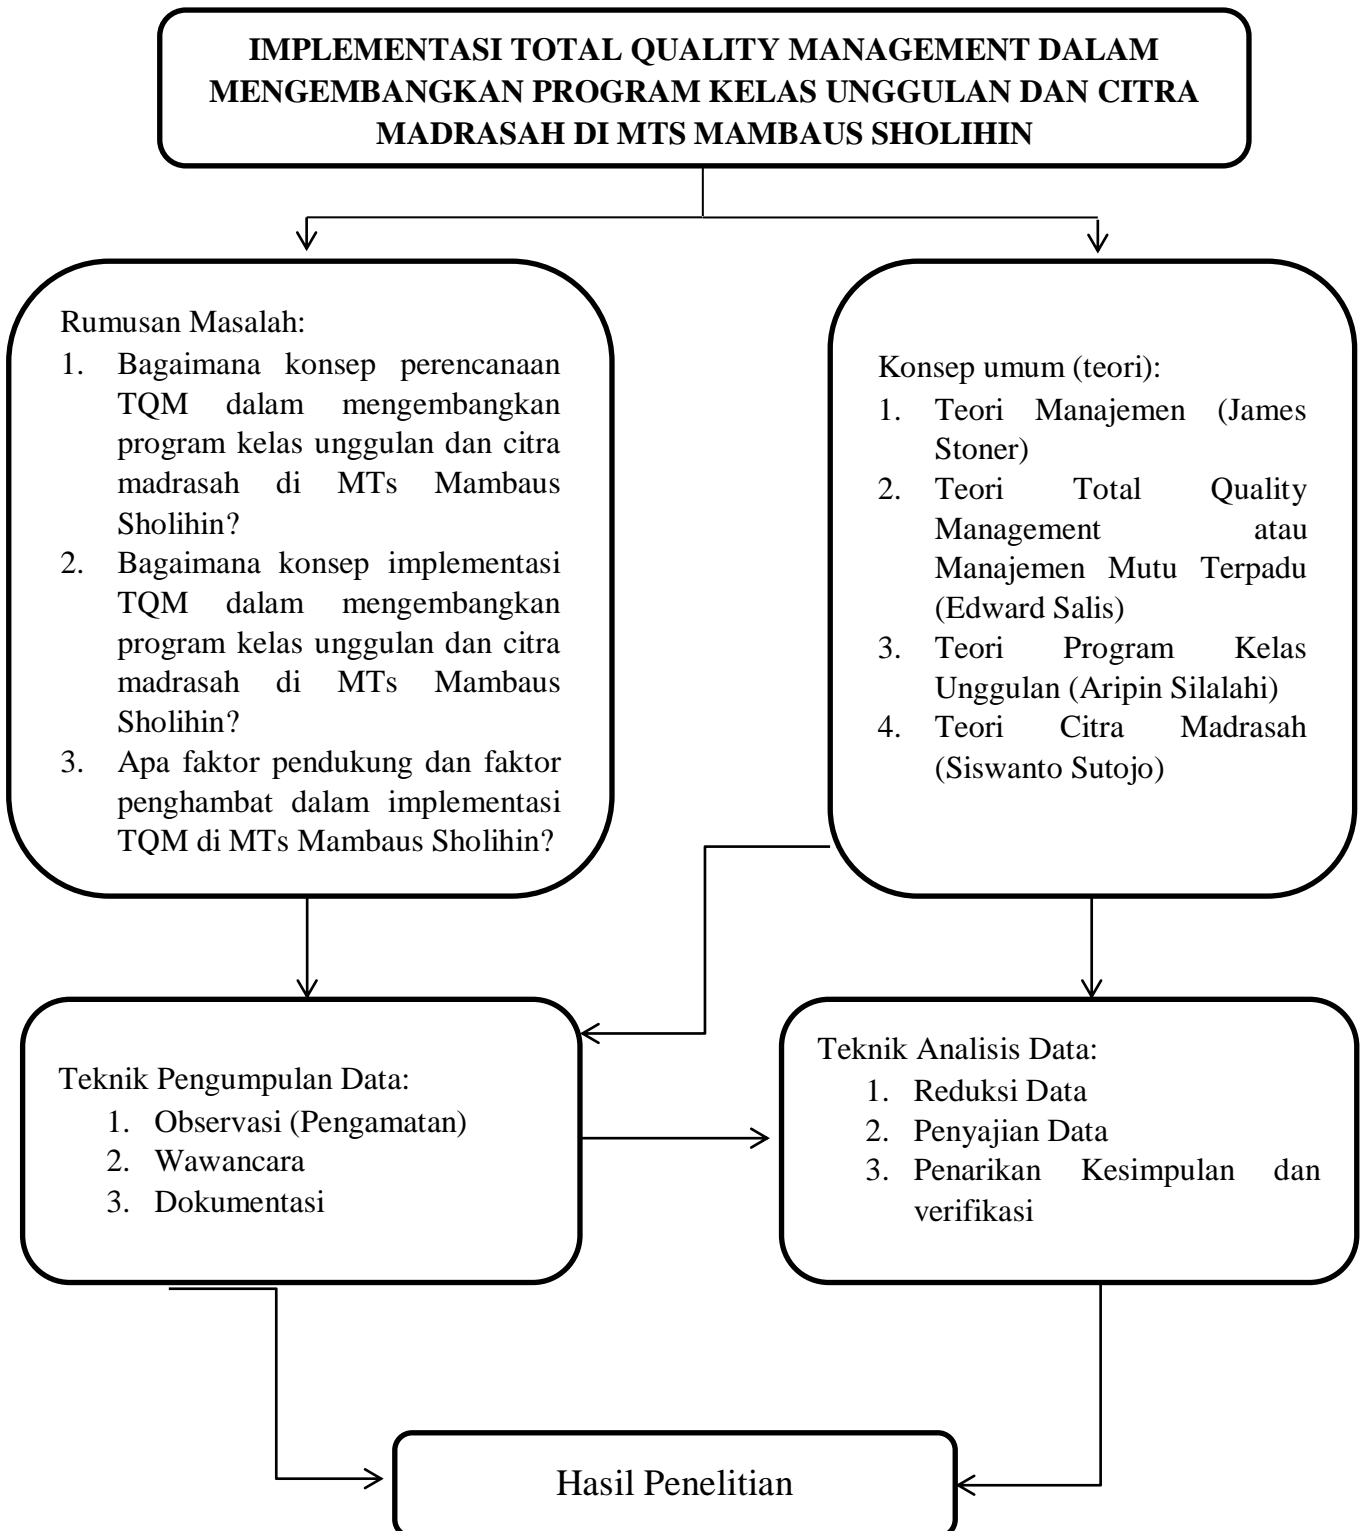 IMPLEMENTASI TOTAL QUALITY MANAGEMENT DALAM
MENGEMBANGKAN PROGRAM KELAS UNGGULAN DAN CITRA
MADRASAH DI MTS MAMBAUS SHOLIHIN
Rumusan Masalah:
1. Bagaimana konsep perencanaan
TQM dalam mengembangkan
program kelas unggulan dan citra
madrasah di MTs Mambaus
Sholihin?
2. Bagaimana konsep implementasi
TQM dalam mengembangkan
program kelas unggulan dan citra
madrasah di MTs Mambaus
Sholihin?
3. Apa faktor pendukung dan faktor
penghambat dalam implementasi
TQM di MTs Mambaus Sholihin?
Konsep umum (teori):
1. Teori Manajemen (James
Stoner)
2. Teori Total Quality
Management atau
Manajemen Mutu Terpadu
(Edward Salis)
3. Teori Program Kelas
Unggulan (Aripin Silalahi)
4. Teori Citra Madrasah
(Siswanto Sutojo)
Teknik Pengumpulan Data:
1. Observasi (Pengamatan)
2. Wawancara
3. Dokumentasi
Teknik Analisis Data:
1. Reduksi Data
2. Penyajian Data
3. Penarikan Kesimpulan dan
verifikasi
Hasil Penelitian